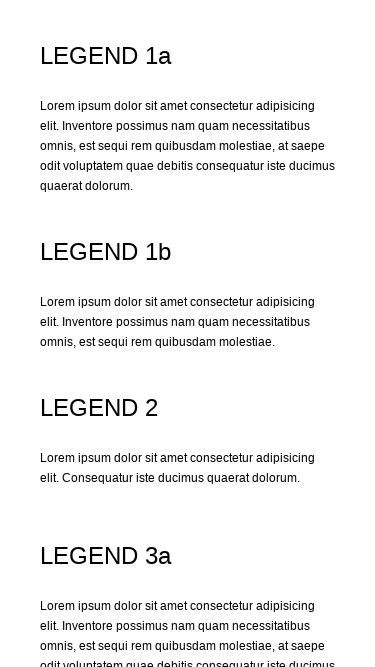 LEGEND 1a
Lorem ipsum dolor sit amet consectetur adipisicing
elit. Inventore possimus nam quam necessitatibus
omnis, est sequi rem quibusdam molestiae, at saepe
odit voluptatem quae debitis consequatur iste ducimus
quaerat dolorum.
LEGEND 1b
Lorem ipsum dolor sit amet consectetur adipisicing
elit. Inventore possimus nam quam necessitatibus
omnis, est sequi rem quibusdam molestiae.
LEGEND 2
Lorem ipsum dolor sit amet consectetur adipisicing
elit. Consequatur iste ducimus quaerat dolorum.
LEGEND 3a
Lorem ipsum dolor sit amet consectetur adipisicing
elit. Inventore possimus nam quam necessitatibus
omnis, est sequi rem quibusdam molestiae, at saepe
odit voluptatem quae debitis consequatur iste ducimus